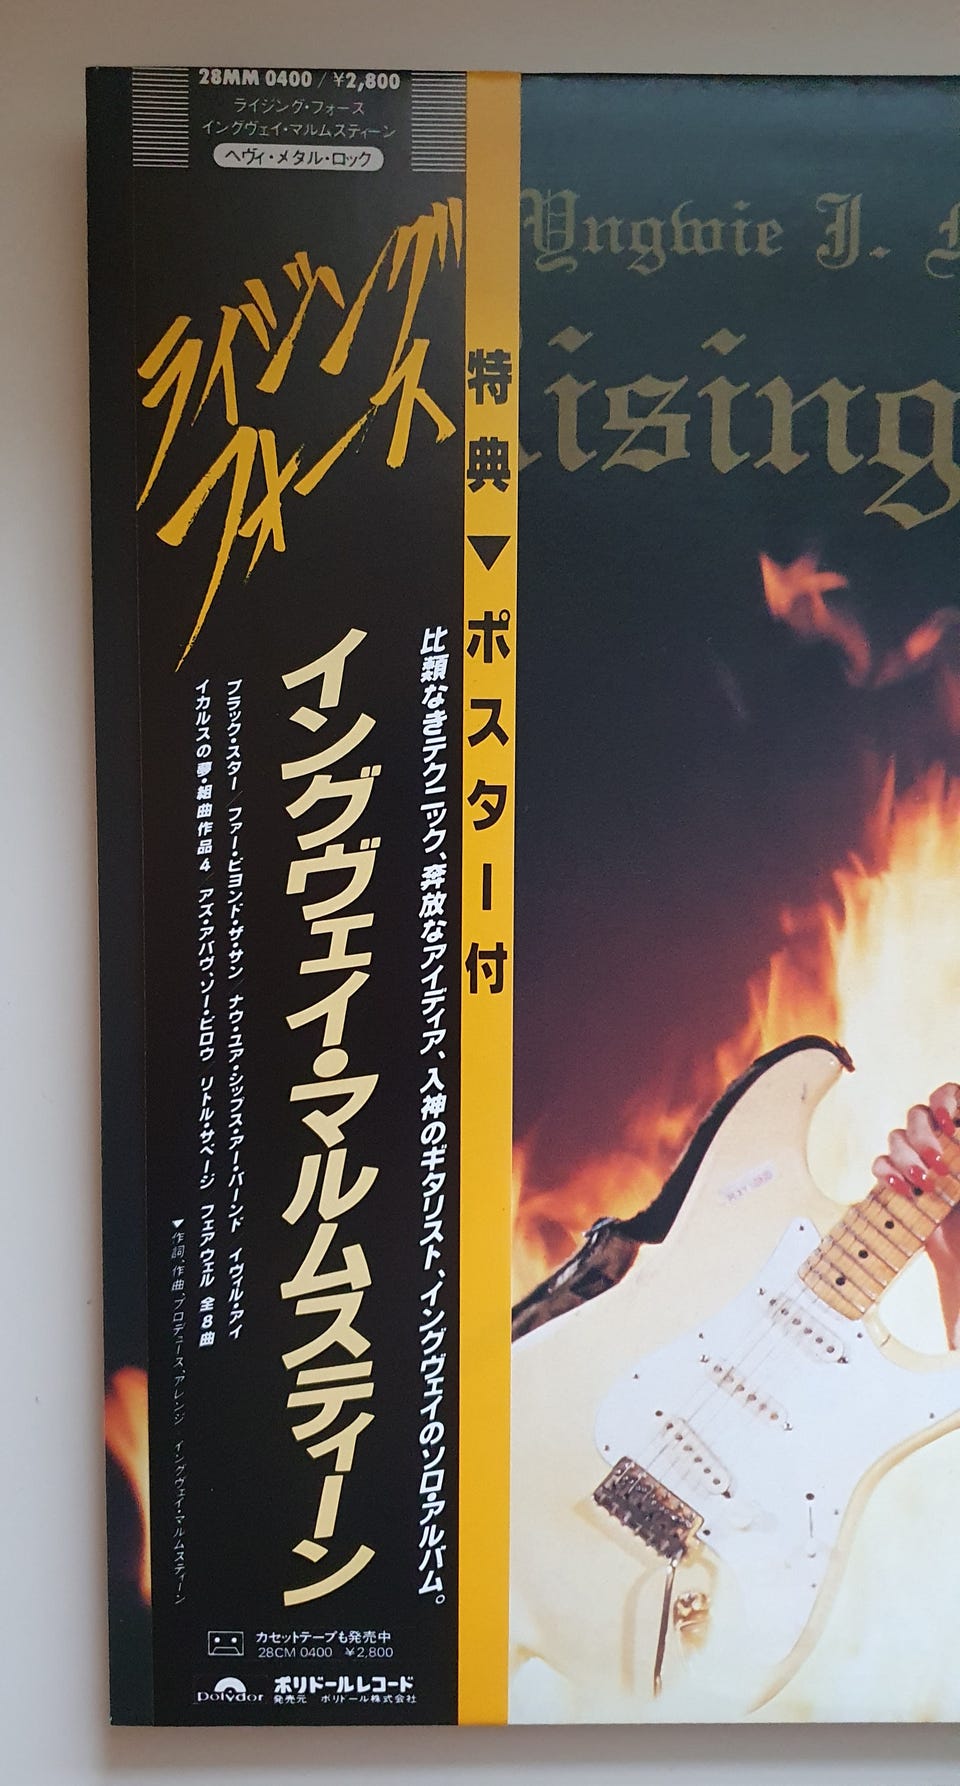 28MM 0400 / ¥2,800
ライジング・フォース
イングヴェイ・マルムスティーン
ヘヴィ・メタル・ロック
ライジング
フォース
特典▼ポスター付
比類なきテクニック、奔放なアイディア、入神のギタリスト、イングヴェイのソロ・アルバム。
イングヴェイ・マルムスティーン
ブラック・スター/ファー・ビヨンド・ザ・サン/ナウ・ユア・シップス・アー・バーンド/イヴィル・アイ
イカルスの夢・組曲作品4/アズ・アバヴ、ソー・ビロウ/リトル・サベージ/フェアウェル 全8曲
▼作詞、作曲、プロデュース、アレンジ イングヴェイ・マルムスティーン
カセットテープも発売中
28CM 0400 ¥2,800
polydor
ポリドールレコード
発売元 ポリドール株式会社
Yngwie J.
ising